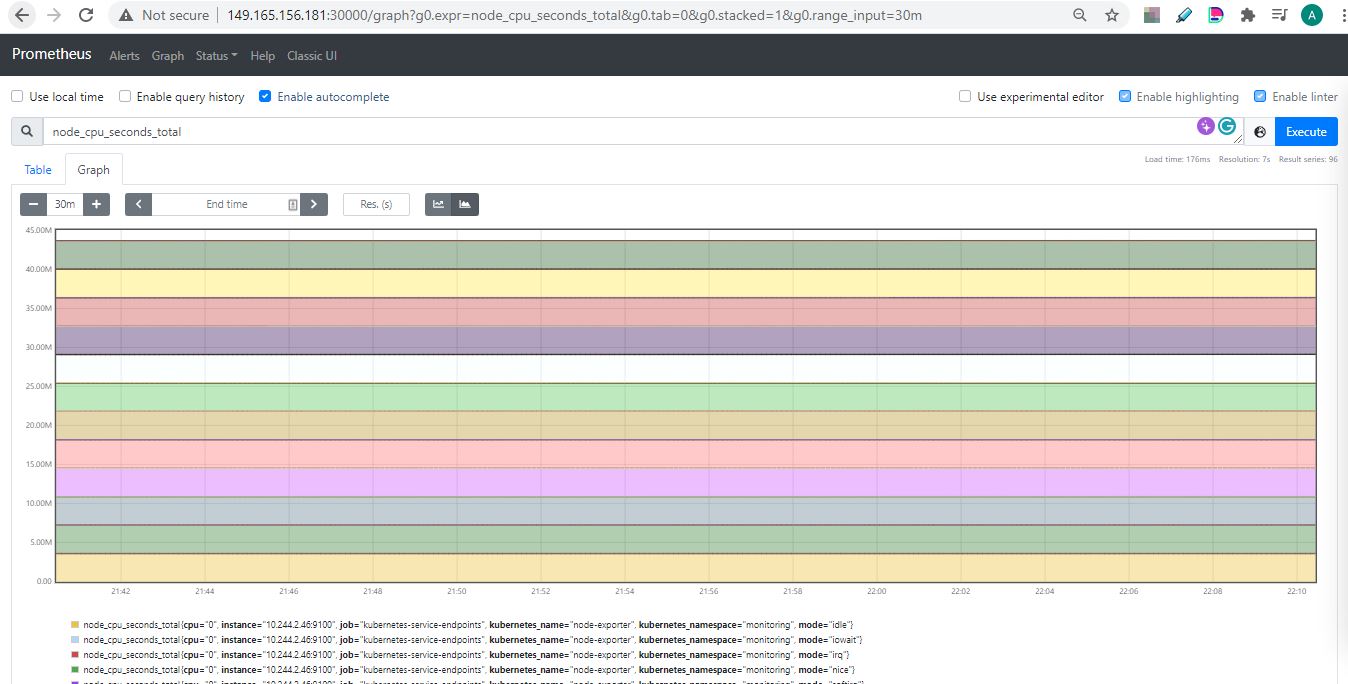 Not secure 149.165.156.181:30000/graph?g0.expr=node_cpu_seconds_total&g0.tab=0&g0.stacked=1&g0.range_input=30m A
Prometheus Alerts Graph Status Help Classic UI
Use local time Enable query history Enable autocomplete Use experimental editor Enable highlighting Enable linter
node_cpu_seconds_total Execute
Load time: 176ms Resolution: 7s Result series: 96
Table Graph
30m End time Res. (s)
45.00M
40.00M
35.00M
30.00M
25.00M
20.00M
15.00M
10.00M
5.00M
0.00
21:42 21:44 21:46 21:48 21:50 21:52 21:54 21:56 21:58 22:00 22:02 22:04 22:06 22:08 22:10
node_cpu_seconds_total{cpu="0", instance="10.244.2.46:9100", job="kubernetes-service-endpoints", kubernetes_name="node-exporter", kubernetes_namespace="monitoring", mode="idle"}
node_cpu_seconds_total{cpu="0", instance="10.244.2.46:9100", job="kubernetes-service-endpoints", kubernetes_name="node-exporter", kubernetes_namespace="monitoring", mode="iowait"}
node_cpu_seconds_total{cpu="0", instance="10.244.2.46:9100", job="kubernetes-service-endpoints", kubernetes_name="node-exporter", kubernetes_namespace="monitoring", mode="irq"}
node_cpu_seconds_total{cpu="0", instance="10.244.2.46:9100", job="kubernetes-service-endpoints", kubernetes_name="node-exporter", kubernetes_namespace="monitoring", mode="nice"}